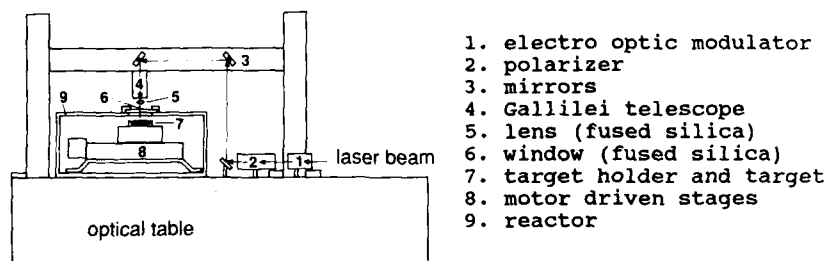 4
3
6
5
9
7
8
2
1
laser beam
optical table
1. electro optic modulator
2. polarizer
3. mirrors
4. Gallilei telescope
5. lens (fused silica)
6. window (fused silica)
7. target holder and target
8. motor driven stages
9. reactor